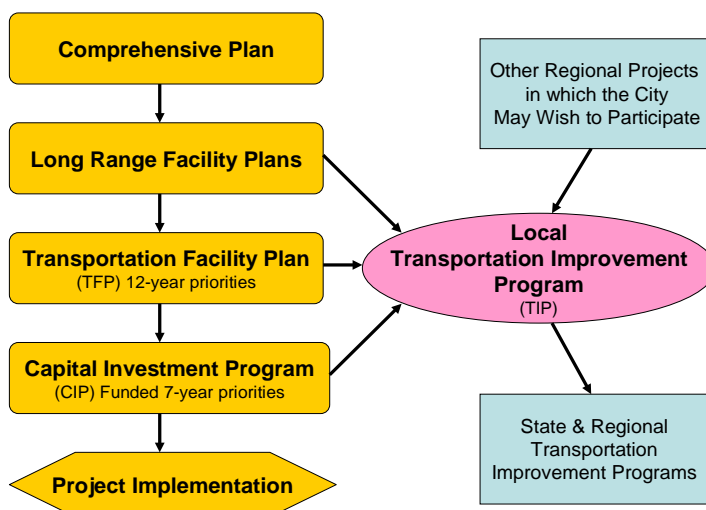 Comprehensive Plan
Long Range Facility Plans
Transportation Facility Plan
(TFP) 12-year priorities
Capital Investment Program
(CIP) Funded 7-year priorities
Project Implementation
Other Regional Projects
in which the City
May Wish to Participate
Local
Transportation Improvement
Program
(TIP)
State & Regional
Transportation
Improvement Programs